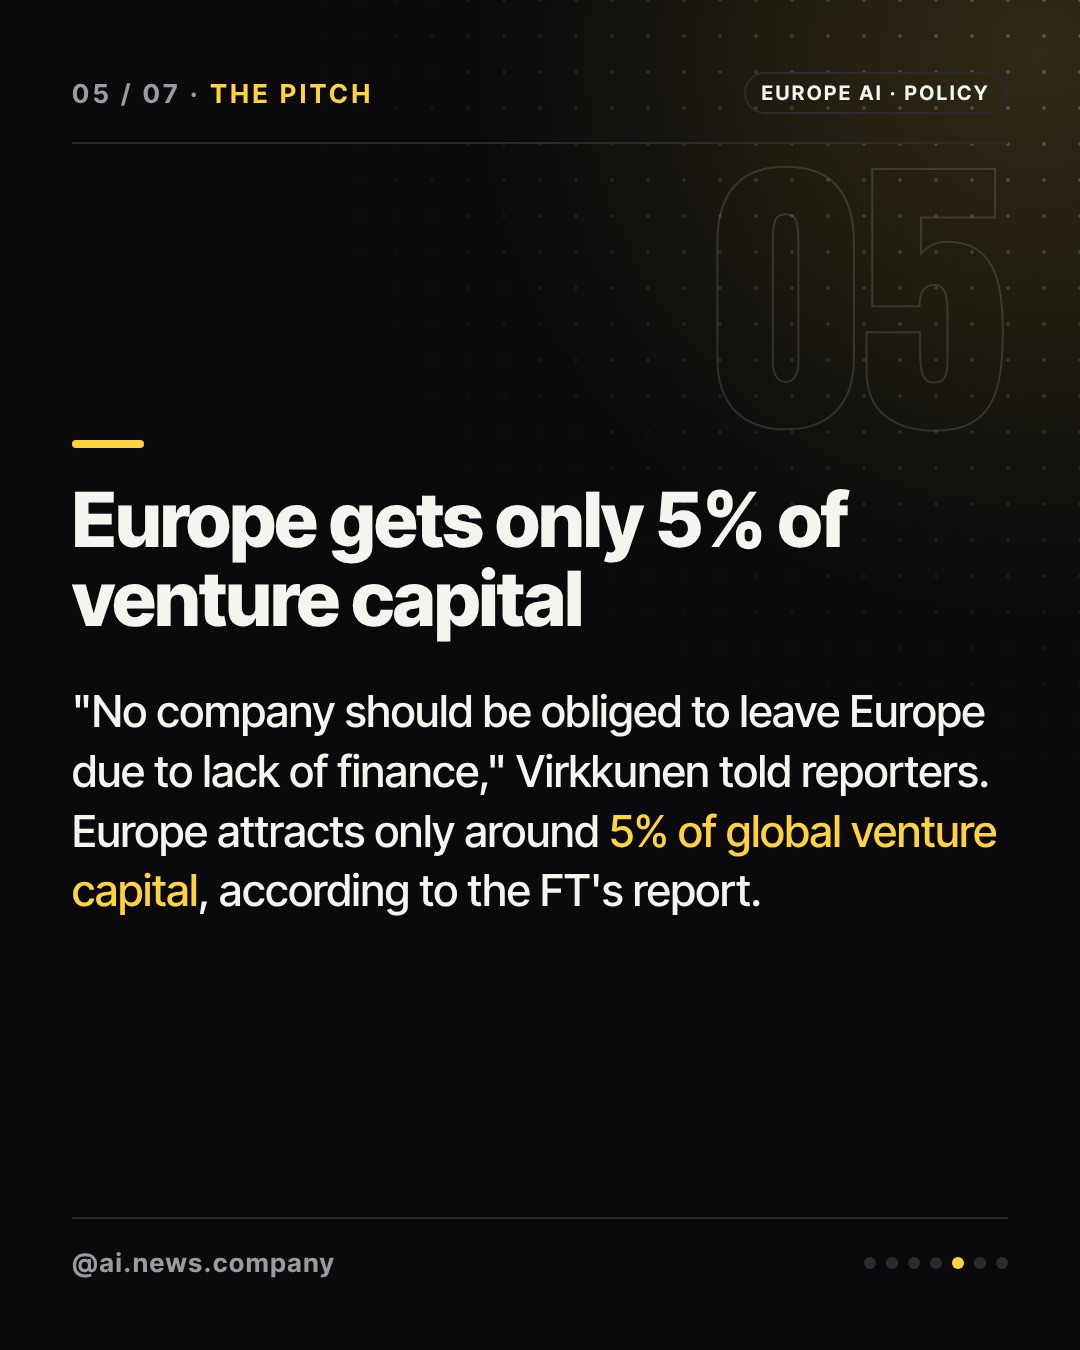 05 / 07 · THE PITCH
EUROPE AI · POLICY
05
Europe gets only 5% of
venture capital
"No company should be obliged to leave Europe
due to lack of finance," Virkkunen told reporters.
Europe attracts only around 5% of global venture
capital, according to the FT's report.
@ai.news.company